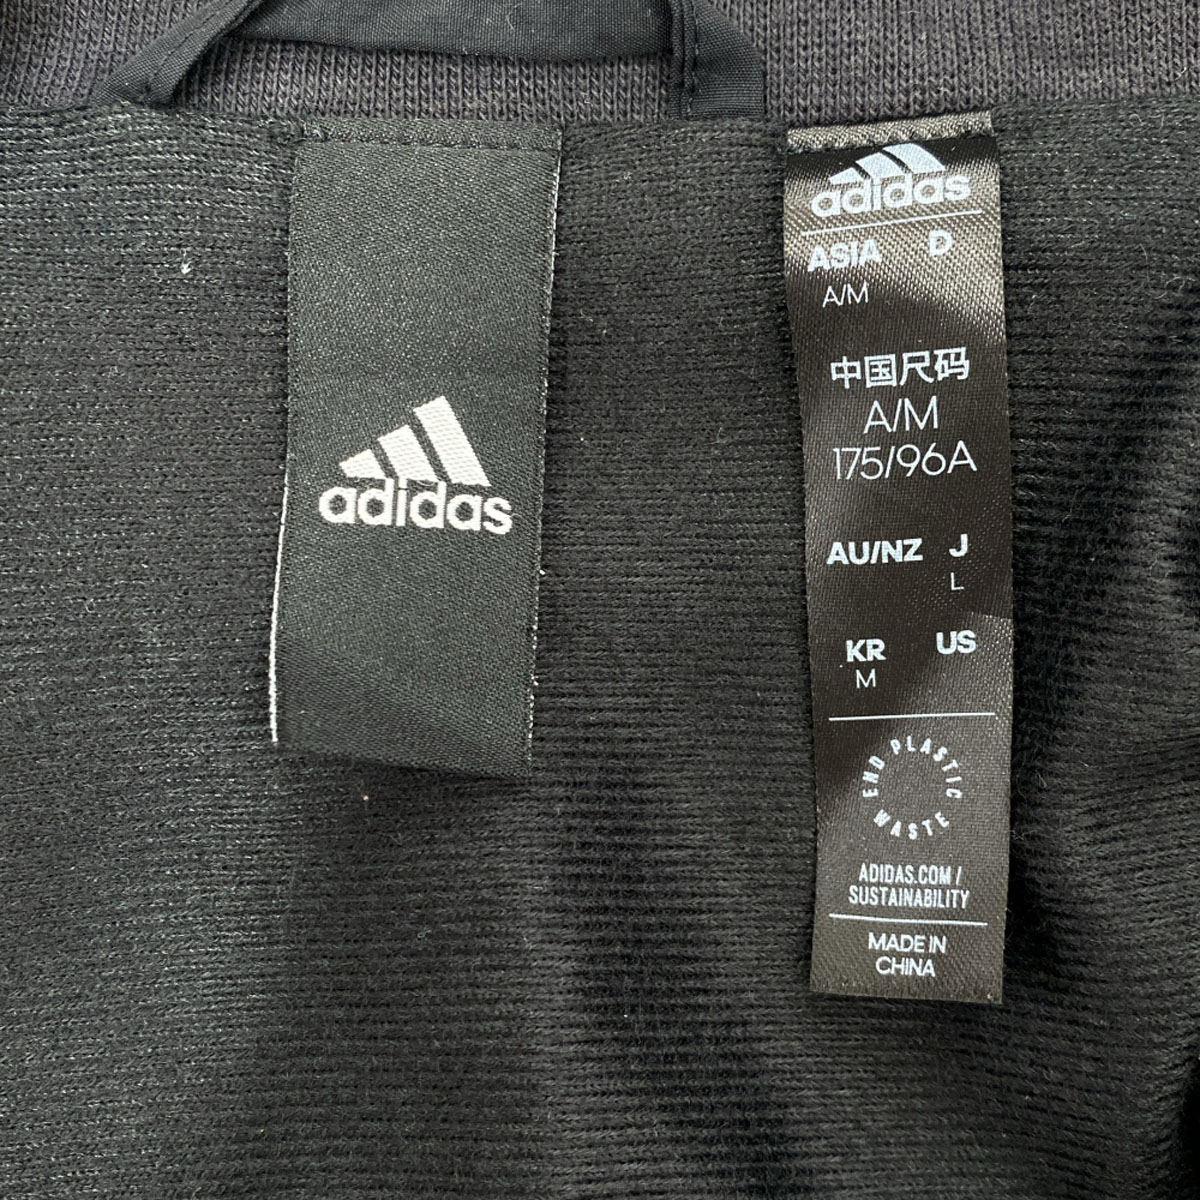 adidas
adidas
ASIA D
A/M
中国尺码
A/M
175/96A
AU/NZ J
L
KR US
M
END PLASTIC WASTE
ADIDAS.COM /
SUSTAINABILITY
MADE IN
CHINA